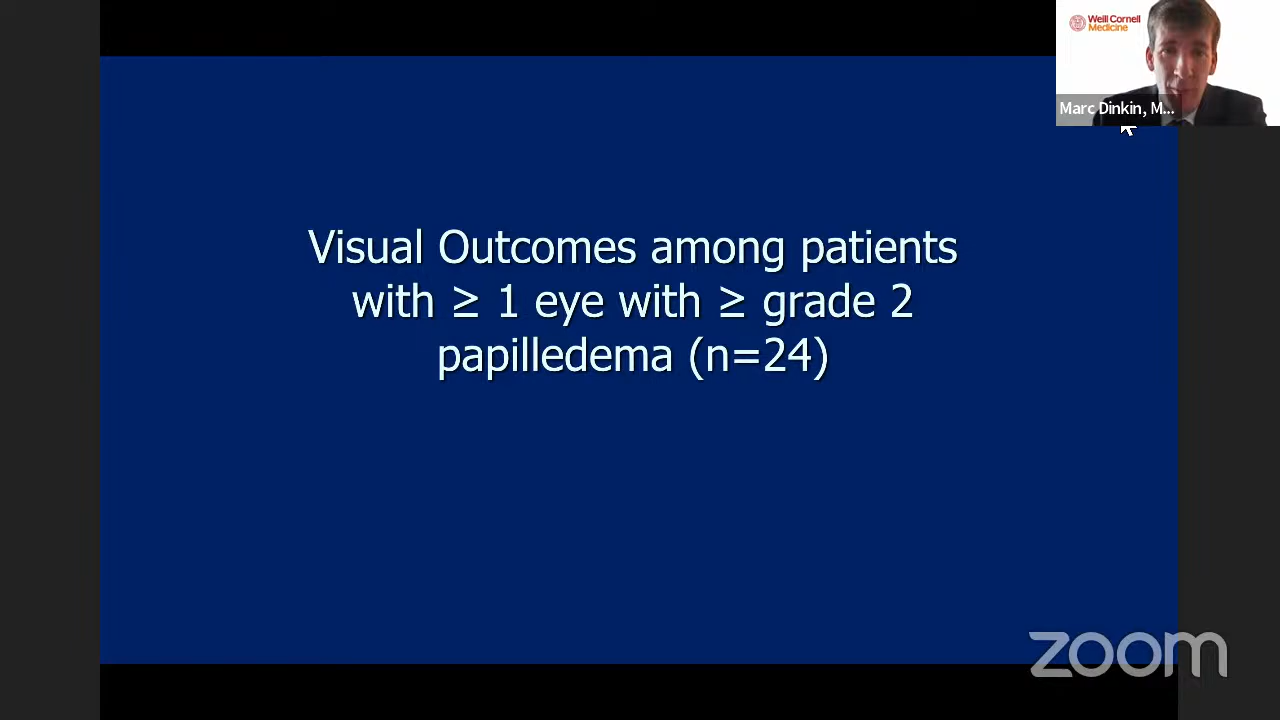 Weill Cornell
Medicine
Marc Dinkin, M...
Visual Outcomes among patients
with ≥ 1 eye with ≥ grade 2
papilledema (n=24)
zoom